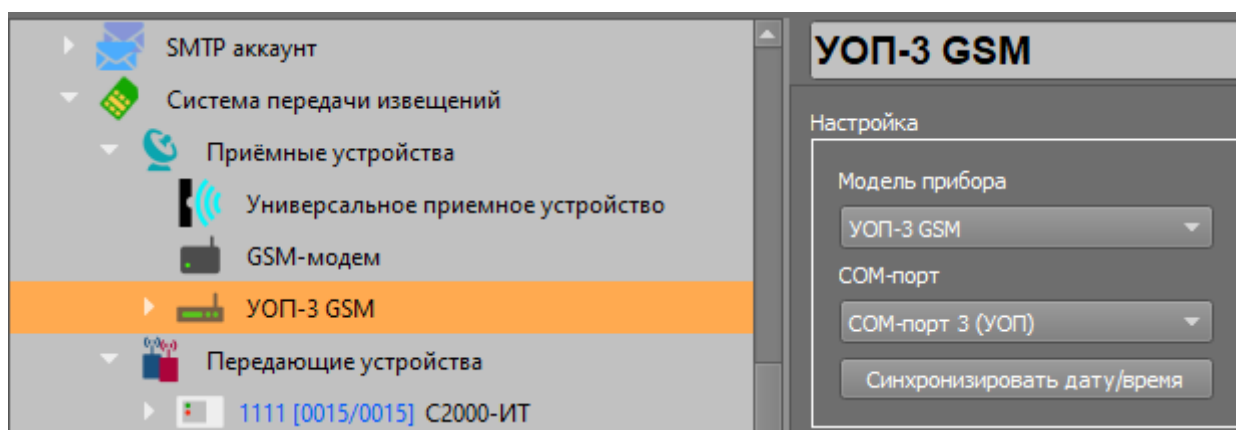 SMTP аккаунт
Система передачи извещений
Приёмные устройства
Универсальное приемное устройство
GSM-модем
УОП-3 GSM
Передающие устройства
1111 [0015/0015] С2000-ИТ
УОП-3 GSM
Настройка
Модель прибора
УОП-3 GSM
COM-порт
COM-порт 3 (УОП)
Синхронизировать дату/время